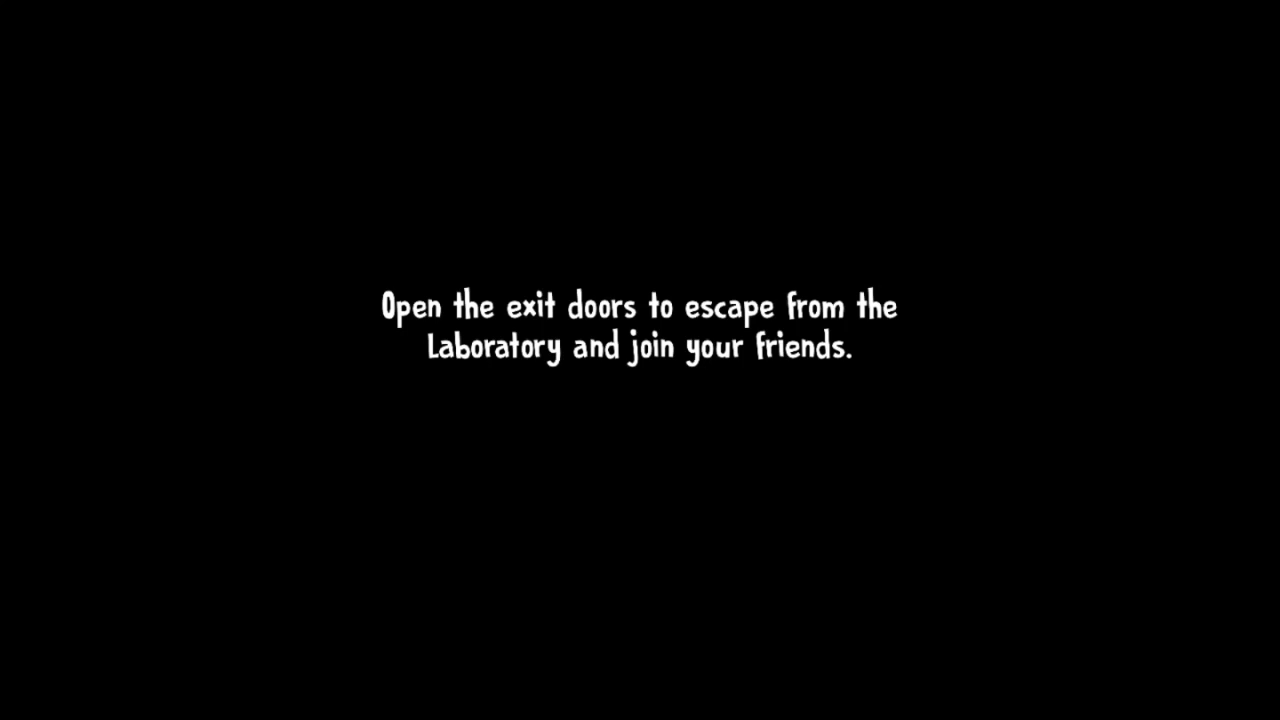 Open the exit doors to escape from the
Laboratory and join your friends.